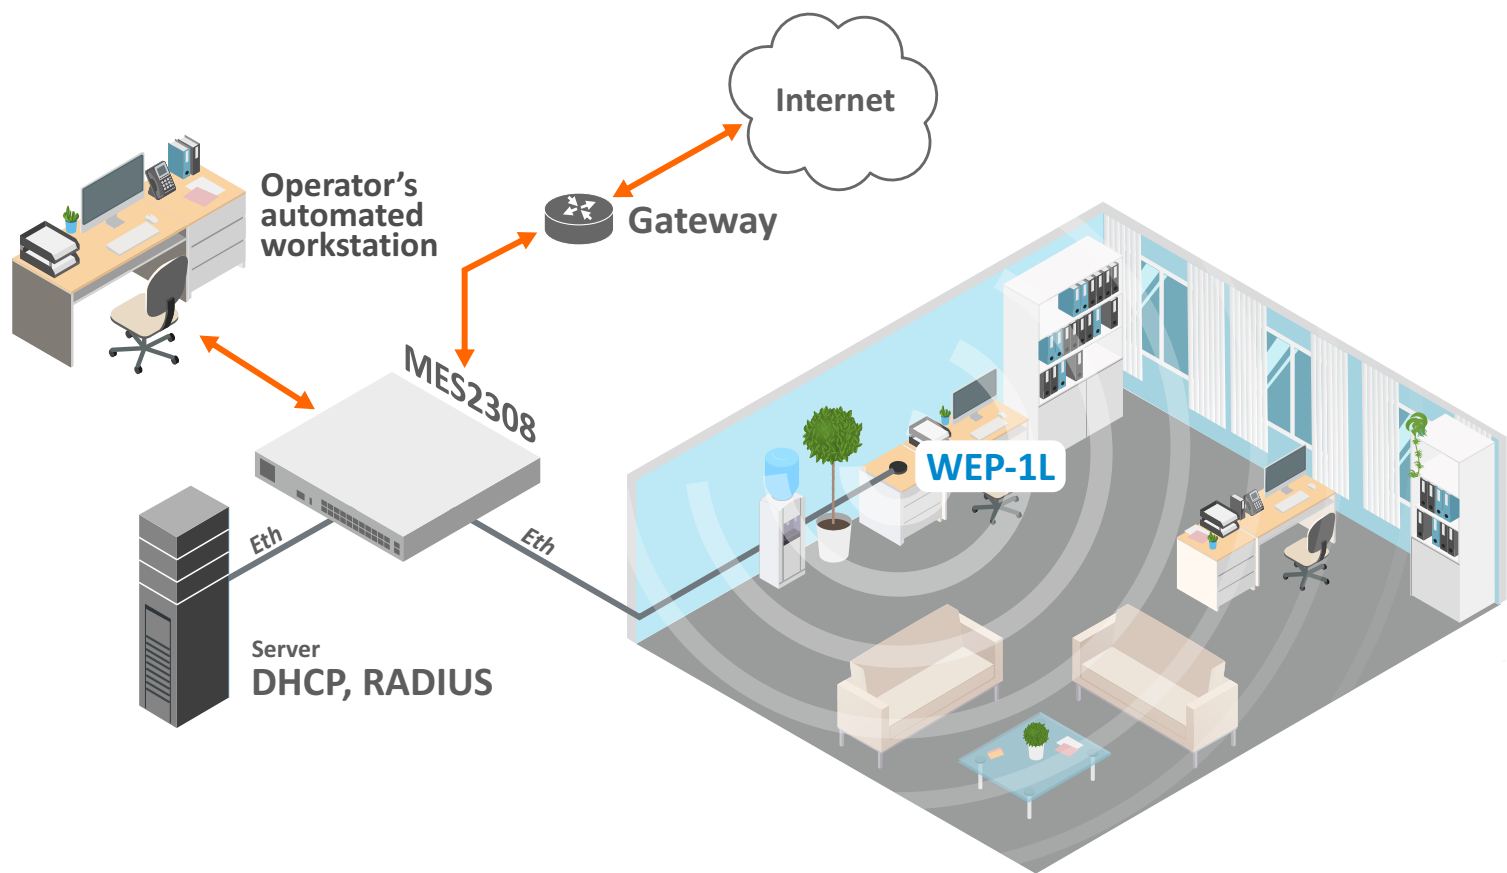 Internet
Operator's
automated
workstation
Gateway
MES2308
WEP-1L
Eth
Eth
Server
DHCP, RADIUS